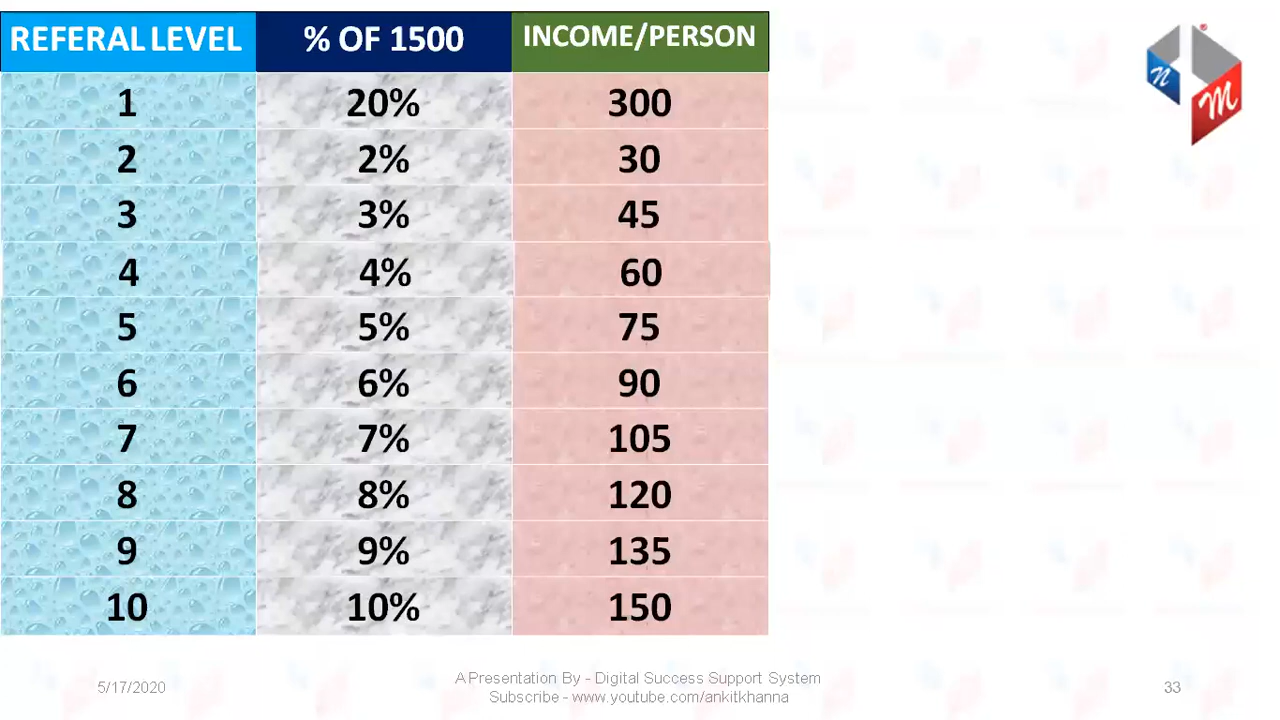 REFERAL LEVEL % OF 1500 INCOME/PERSON
1 20% 300
2 2% 30
3 3% 45
4 4% 60
5 5% 75
6 6% 90
7 7% 105
8 8% 120
9 9% 135
10 10% 150
n M ®
5/17/2020 A Presentation By - Digital Success Support System 33
Subscribe - www.youtube.com/ankitkhanna